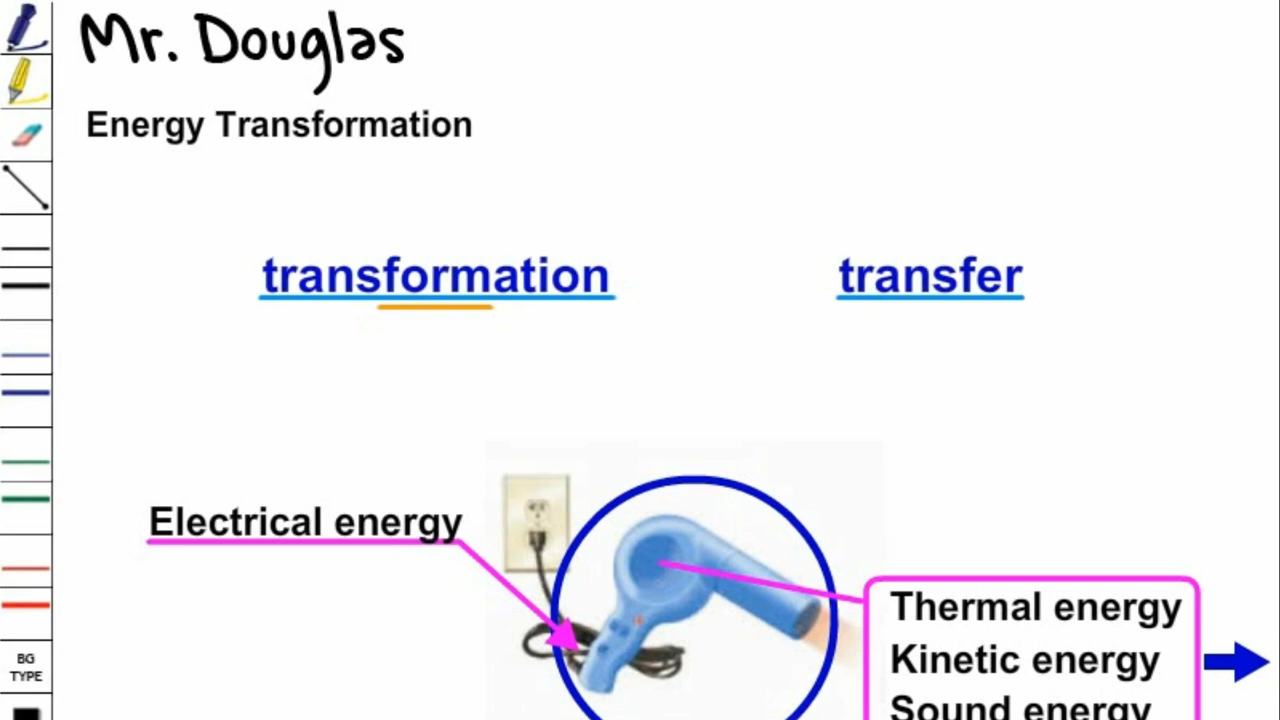 Mr. Douglas
Energy Transformation
transformation transfer
Electrical energy
Thermal energy
Kinetic energy
Sound energy
BG
TYPE